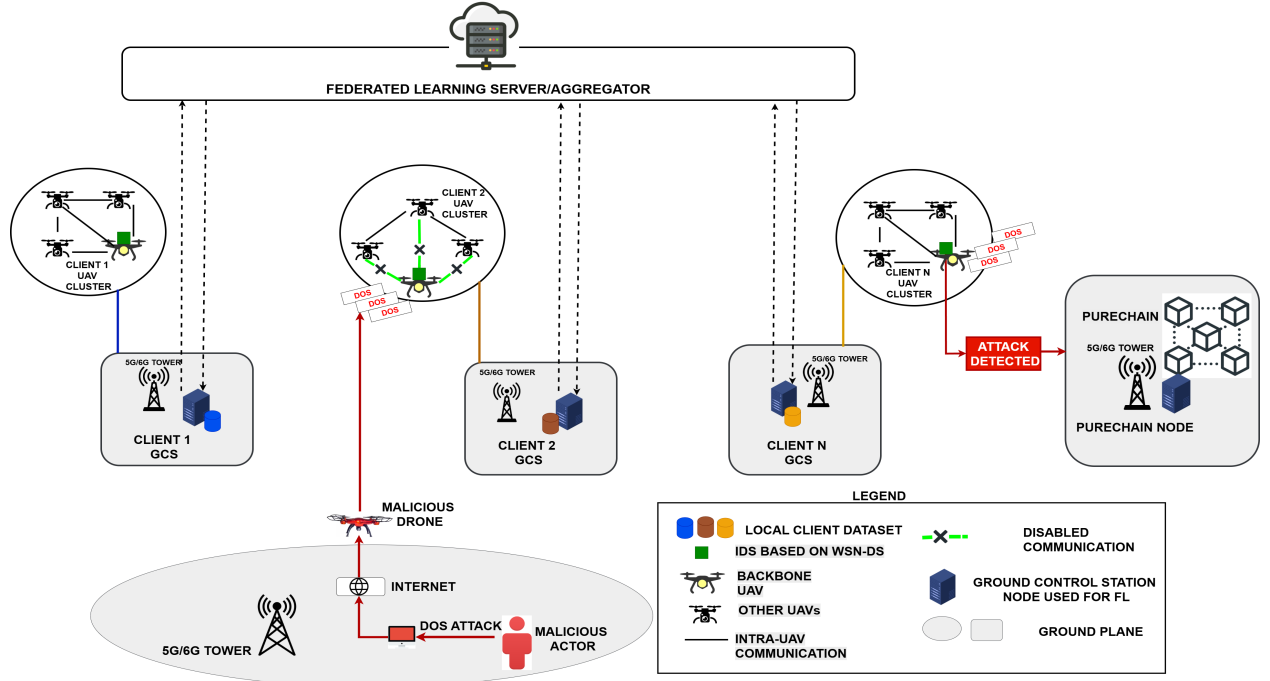 FEDERATED LEARNING SERVER/AGGREGATOR
CLIENT 1
UAV
CLUSTER
CLIENT 2
UAV
CLUSTER
DOS
DOS
DOS
CLIENT N
UAV
CLUSTER
DOS
DOS
DOS
5G/6G TOWER
CLIENT 1
GCS
5G/6G TOWER
CLIENT 2
GCS
5G/6G TOWER
CLIENT N
GCS
ATTACK
DETECTED
PURECHAIN
5G/6G TOWER
PURECHAIN NODE
MALICIOUS
DRONE
INTERNET
DOS ATTACK
MALICIOUS
ACTOR
5G/6G TOWER
LEGEND
LOCAL CLIENT DATASET
IDS BASED ON WSN-DS
BACKBONE
UAV
OTHER UAVs
INTRA-UAV
COMMUNICATION
DISABLED
COMMUNICATION
GROUND CONTROL STATION
NODE USED FOR FL
GROUND PLANE